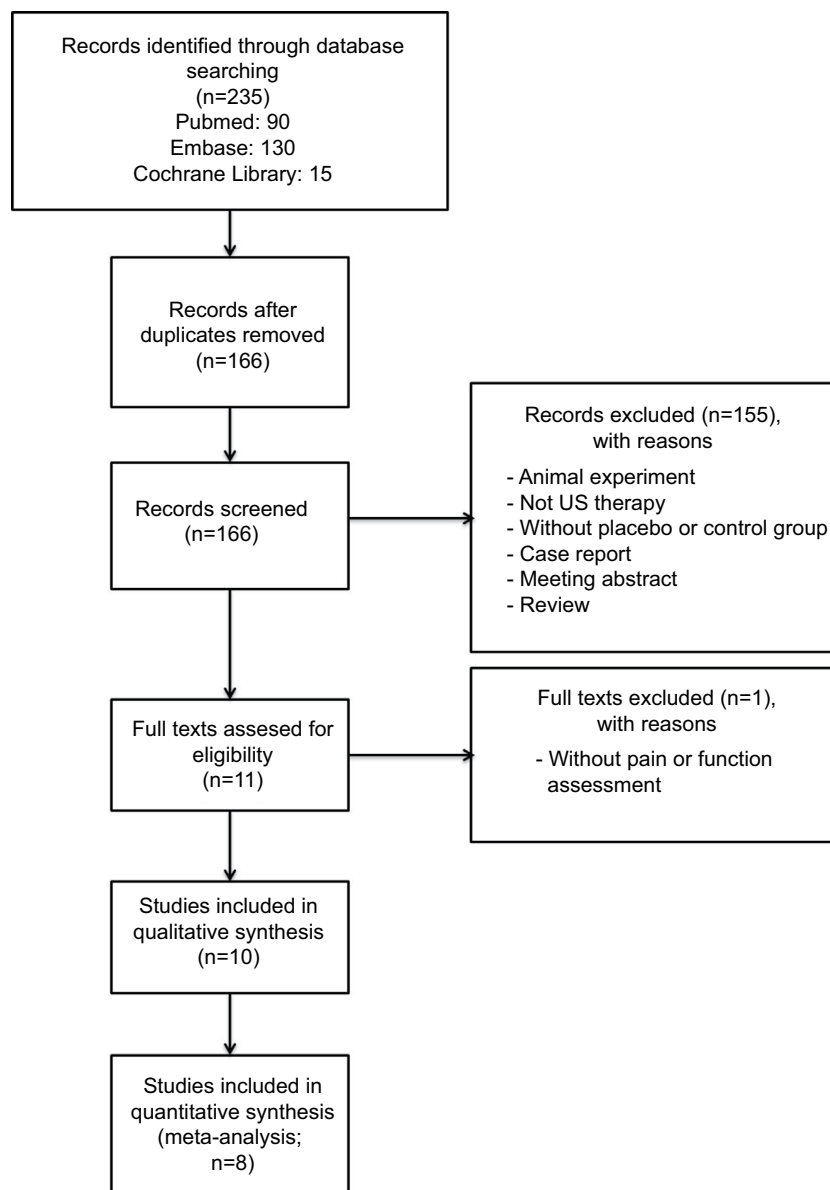 Records identified through database
searching
(n=235)
Pubmed: 90
Embase: 130
Cochrane Library: 15
Records after
duplicates removed
(n=166)
Records screened
(n=166)
Records excluded (n=155),
with reasons
- Animal experiment
- Not US therapy
- Without placebo or control group
- Case report
- Meeting abstract
- Review
Full texts assesed for
eligibility
(n=11)
Full texts excluded (n=1),
with reasons
- Without pain or function
assessment
Studies included in
qualitative synthesis
(n=10)
Studies included in
quantitative synthesis
(meta-analysis;
n=8)